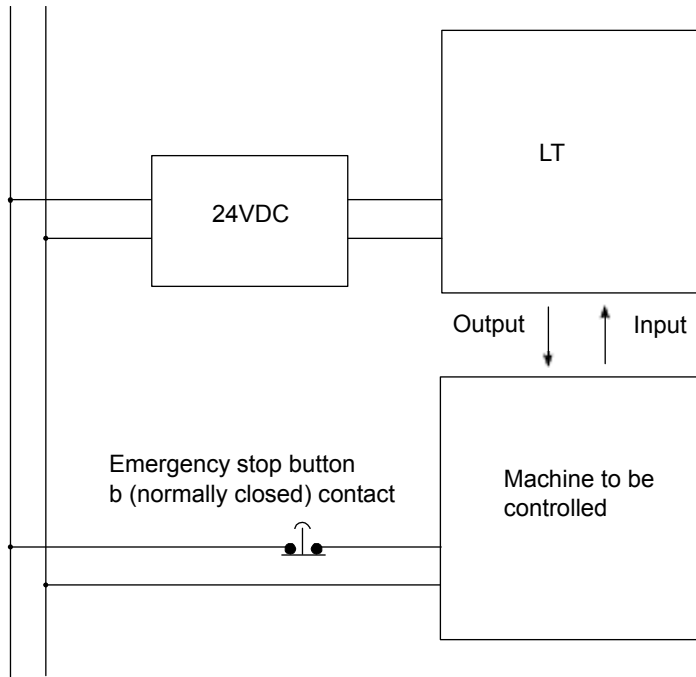 LT
24VDC
Output
Input
Emergency stop button
b (normally closed) contact
Machine to be
controlled